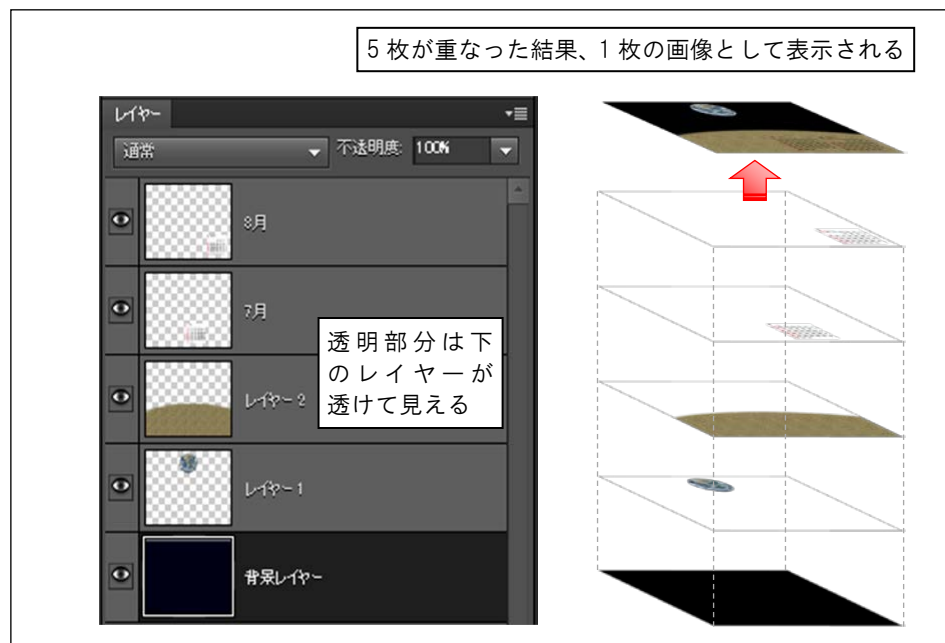 5枚が重なった結果、1枚の画像として表示される
レイヤー
通常
不透明度: 100%
8月
7月
透明部分は下
のレイヤーが
透けて見える
レイヤー 2
レイヤー 1
背景レイヤー